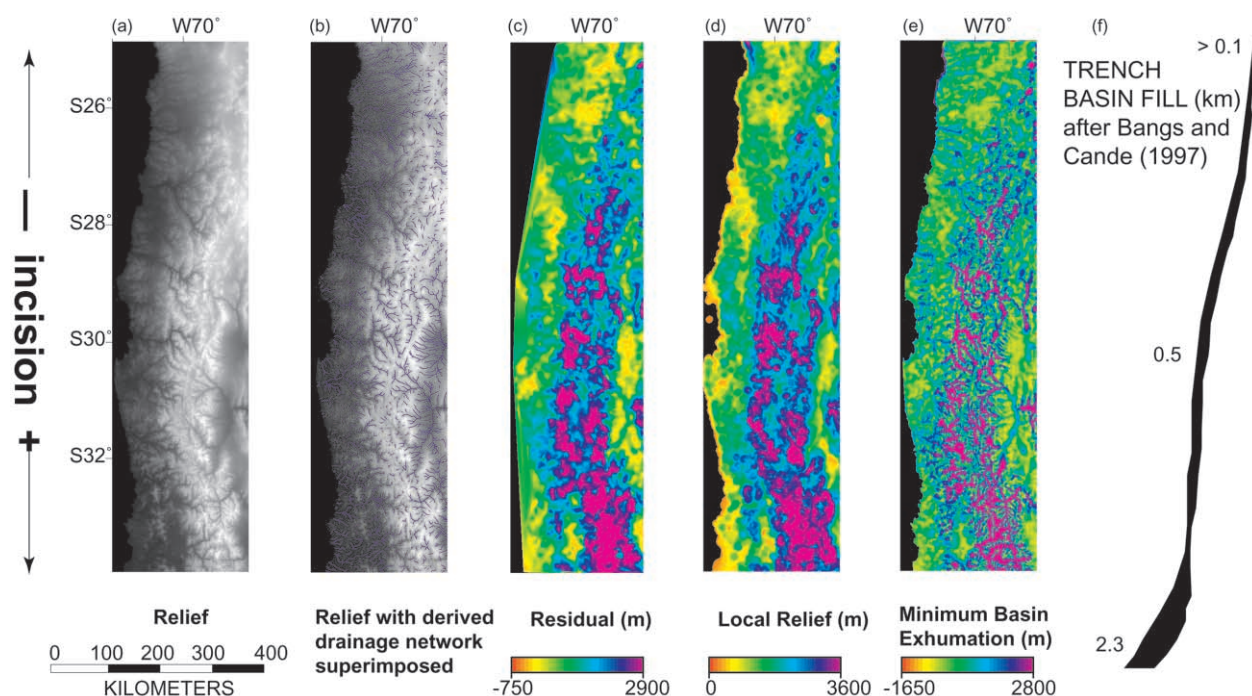 (a) W70° (b) W70° (c) W70° (d) W70° (e) W70° (f)
> 0.1
TRENCH
BASIN FILL (km)
after Bangs and
Cande (1997)
S26°
S28°
S30°
S32°
— incision +
0.5
2.3
Relief
0 100 200 300 400
KILOMETERS
Relief with derived
drainage network
superimposed
Residual (m)
-750 2900
Local Relief (m)
0 3600
Minimum Basin
Exhumation (m)
-1650 2800